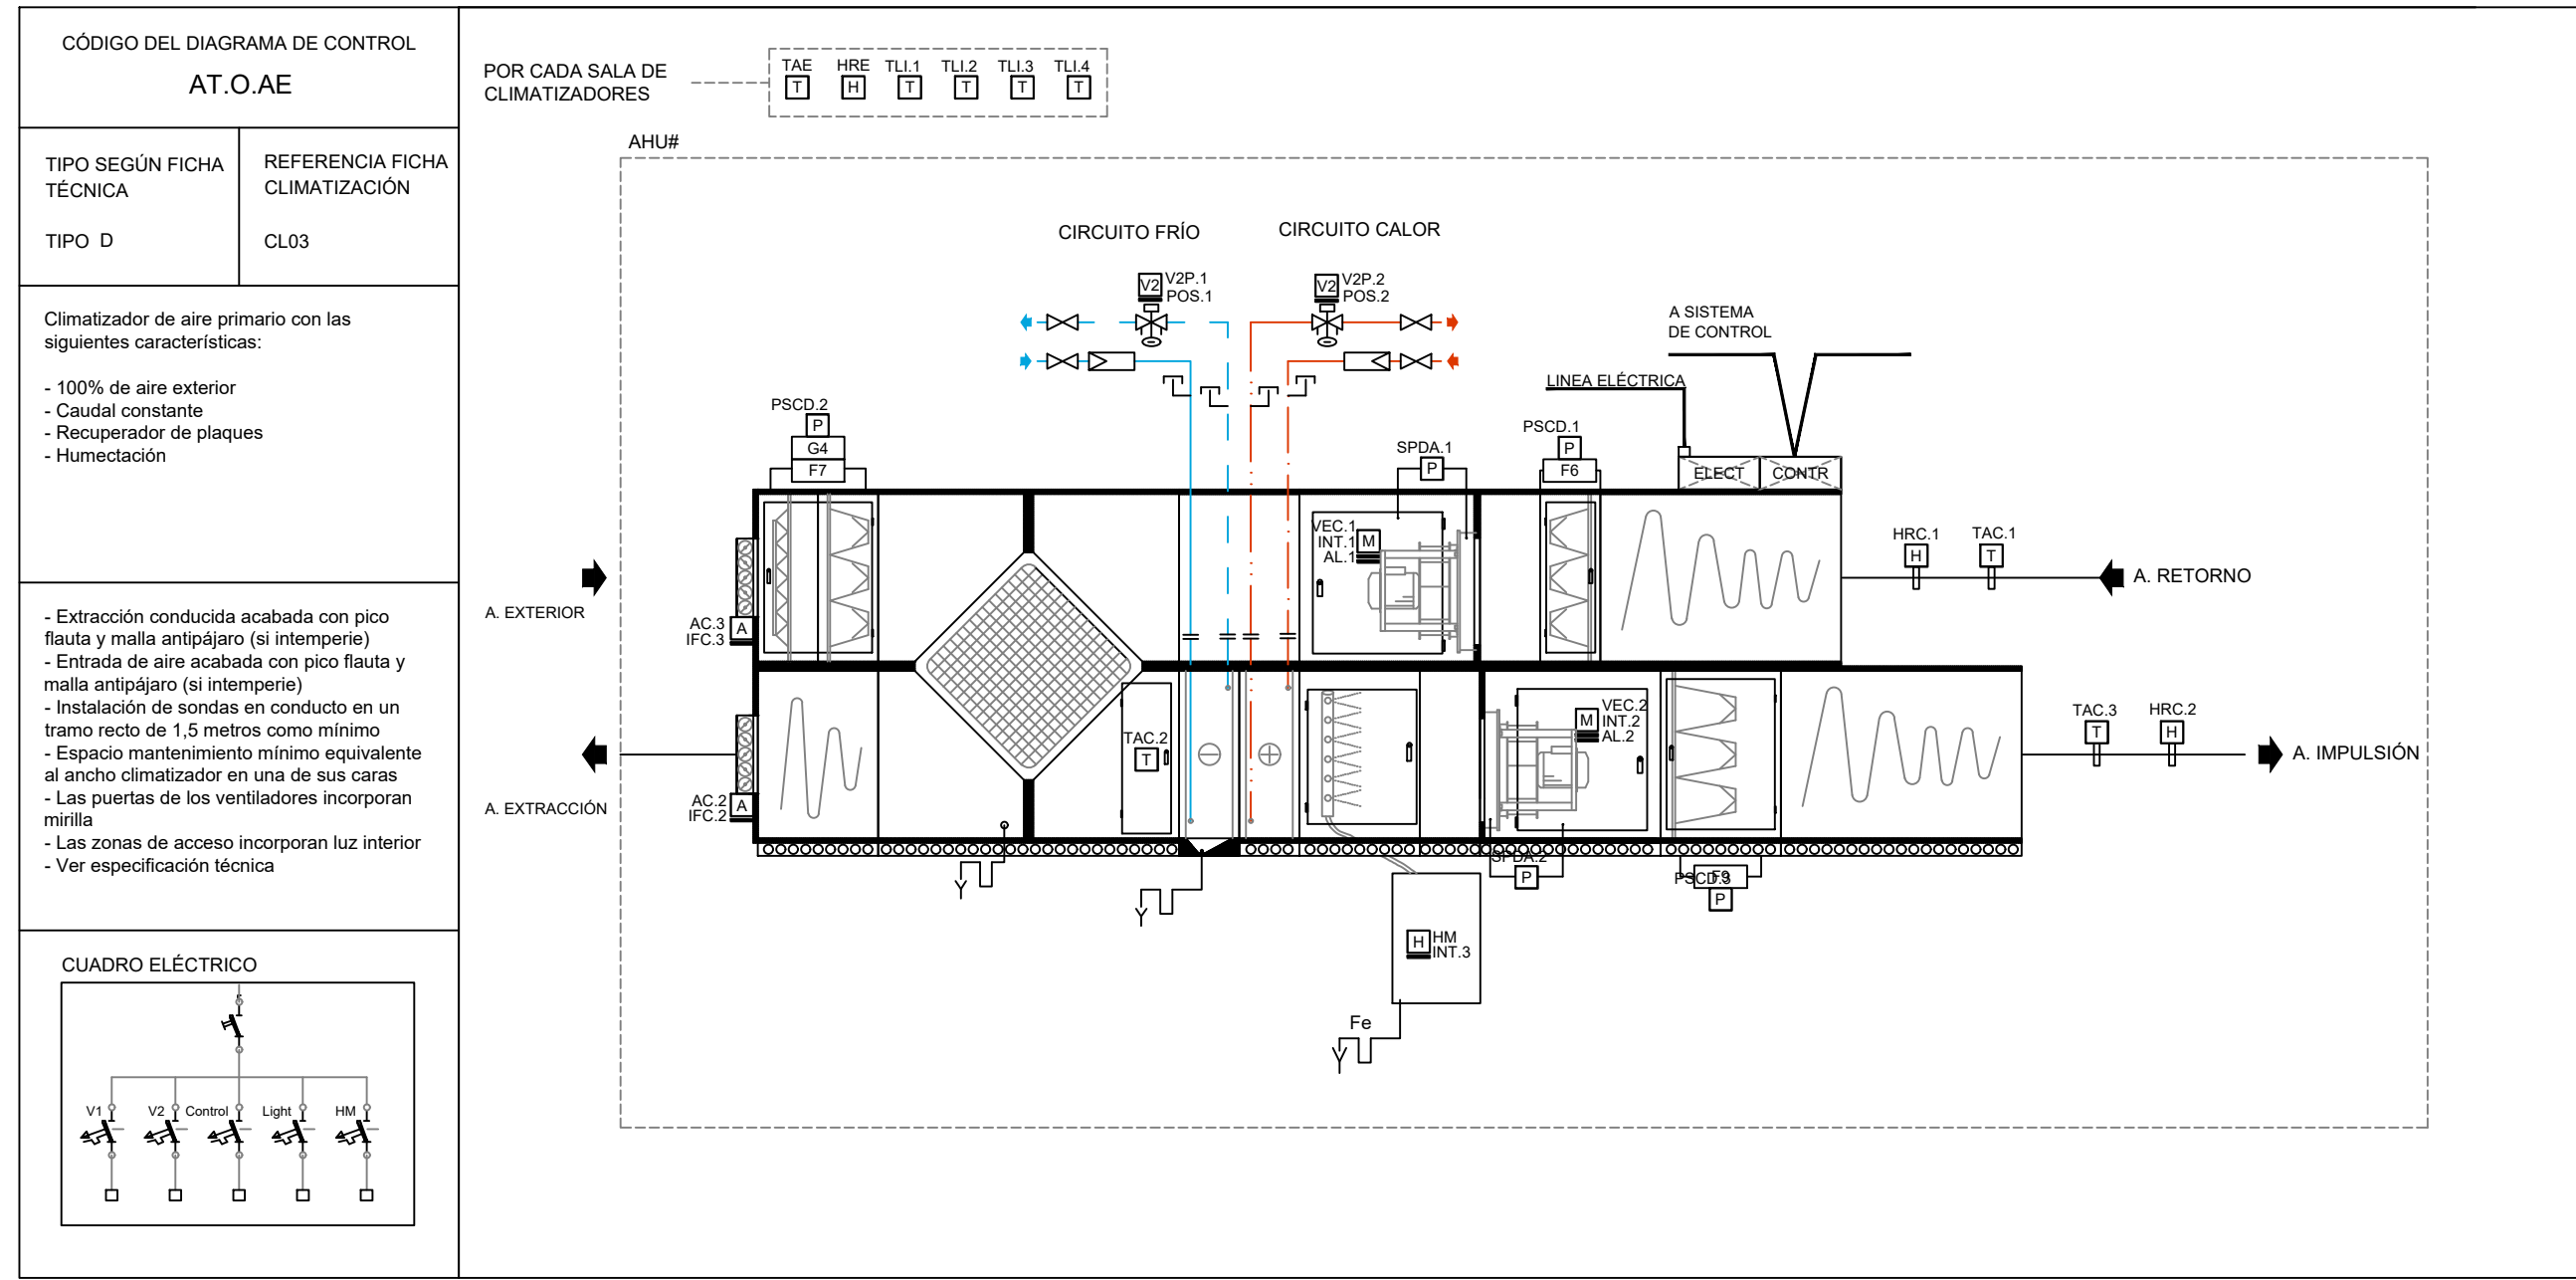 CÓDIGO DEL DIAGRAMA DE CONTROL
AT.O.AE
TIPO SEGÚN FICHA
TÉCNICA
TIPO D
REFERENCIA FICHA
CLIMATIZACIÓN
CL03
Climatizador de aire primario con las
siguientes características:
- 100% de aire exterior
- Caudal constante
- Recuperador de plaques
- Humectación
- Extracción conducida acabada con pico
flauta y malla antipájaro (si intemperie)
- Entrada de aire acabada con pico flauta y
malla antipájaro (si intemperie)
- Instalación de sondas en conducto en un
tramo recto de 1,5 metros como mínimo
- Espacio mantenimiento mínimo equivalente
al ancho climatizador en una de sus caras
- Las puertas de los ventiladores incorporan
mirilla
- Las zonas de acceso incorporan luz interior
- Ver especificación técnica
CUADRO ELÉCTRICO
V1 V2 Control Light HM
POR CADA SALA DE
CLIMATIZADORES
TAE HRE TLI.1 TLI.2 TLI.3 TLI.4
T H T T T T
AHU#
CIRCUITO FRÍO
CIRCUITO CALOR
V2 V2P.1
POS.1
V2 V2P.2
POS.2
A SISTEMA
DE CONTROL
LINEA ELÉCTRICA
PSCD.2
P
G4
F7
SPDA.1
P
PSCD.1
P
F6
ELECT CONTR
VEC.1
INT.1
AL.1
M
HRC.1
H
TAC.1
T
A. RETORNO
A. EXTERIOR
AC.3
IFC.3
A
A. EXTRACCIÓN
AC.2
IFC.2
A
TAC.2
T
M
VEC.2
INT.2
AL.2
TAC.3
T
HRC.2
H
A. IMPULSIÓN
SPDA.2
P
PSCD.3
F9
P
H HM
INT.3
Fe